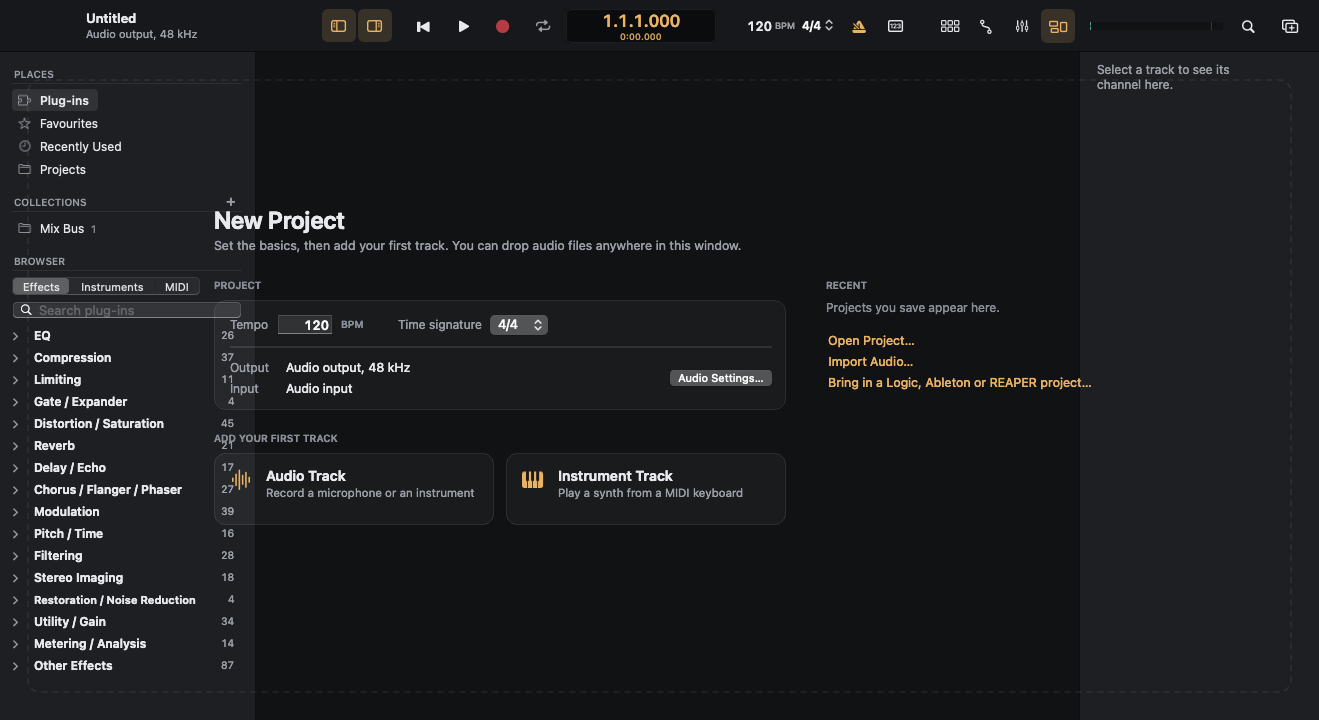 Untitled
Audio output, 48 kHz
1.1.1.000
0:00.000
120 BPM 4/4
123
PLACES
Plug-ins
Favourites
Recently Used
Projects
COLLECTIONS +
Mix Bus 1
BROWSER
Effects Instruments MIDI
Search plug-ins
EQ 26
Compression 37
Limiting 11
Gate / Expander 4
Distortion / Saturation 45
Reverb 21
Delay / Echo 17
Chorus / Flanger / Phaser 27
Modulation 39
Pitch / Time 16
Filtering 28
Stereo Imaging 18
Restoration / Noise Reduction 4
Utility / Gain 34
Metering / Analysis 14
Other Effects 87
New Project
Set the basics, then add your first track. You can drop audio files anywhere in this window.
PROJECT
Tempo 120 BPM Time signature 4/4
Output Audio output, 48 kHz
Input Audio input
Audio Settings...
ADD YOUR FIRST TRACK
Audio Track
Record a microphone or an instrument
Instrument Track
Play a synth from a MIDI keyboard
RECENT
Projects you save appear here.
Open Project...
Import Audio...
Bring in a Logic, Ableton or REAPER project...
Select a track to see its
channel here.